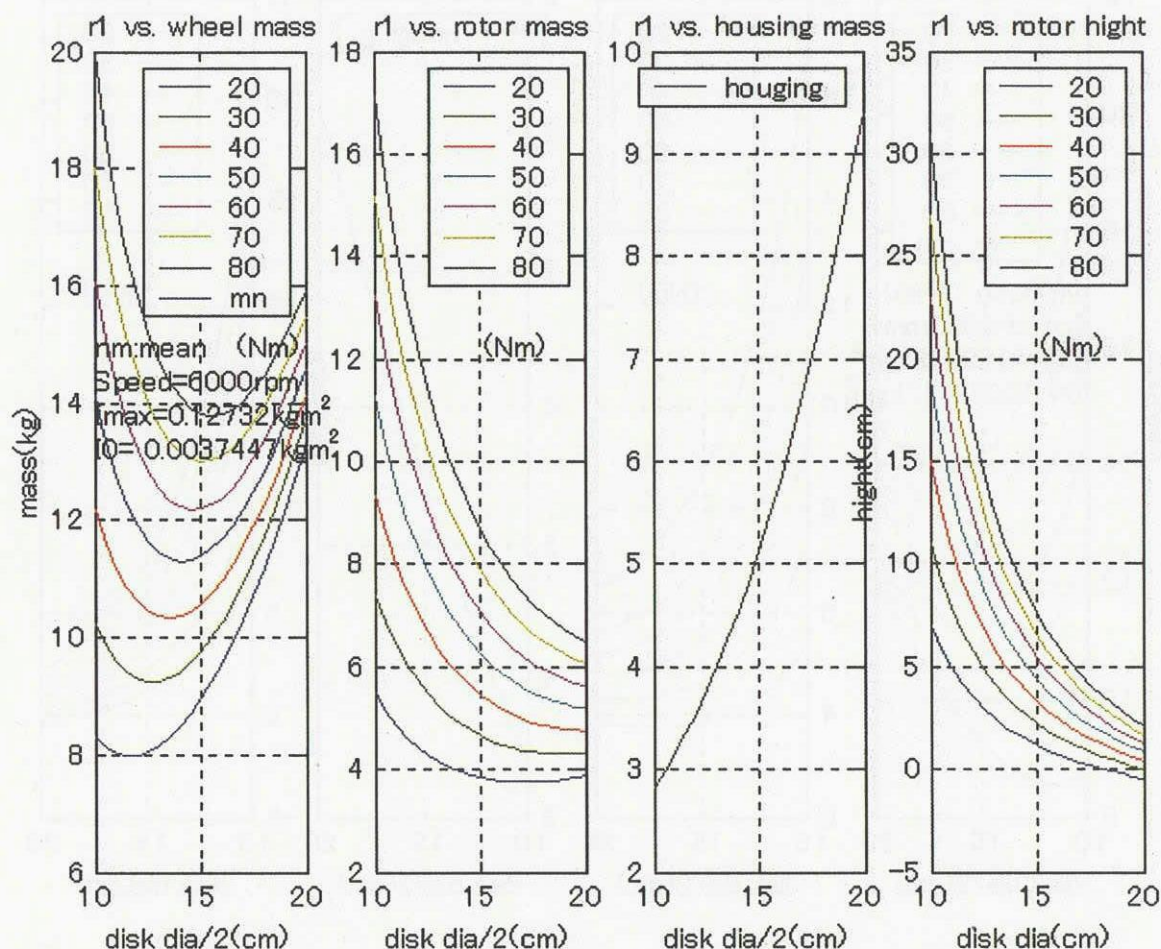 r1 vs. wheel mass
20
18
16
14
12
10
8
6
mass(kg)
20
30
40
50
60
70
80
mn
nm:mean (Nm)
Speed=6000rpm
Imax=0.12732kgm2
I0= 0.0037447kgm2
10 15 20
disk dia/2(cm)
r1 vs. rotor mass
18
16
14
12
10
8
6
4
2
20
30
40
50
60
70
80
(Nm)
10 15 20
disk dia/2(cm)
r1 vs. housing mass
10
9
8
7
6
5
4
3
2
houging
10 15 20
disk dia/2(cm)
r1 vs. rotor hight
35
30
25
20
15
10
5
0
-5
hight(cm)
20
30
40
50
60
70
80
(Nm)
10 15 20
disk dia(cm)